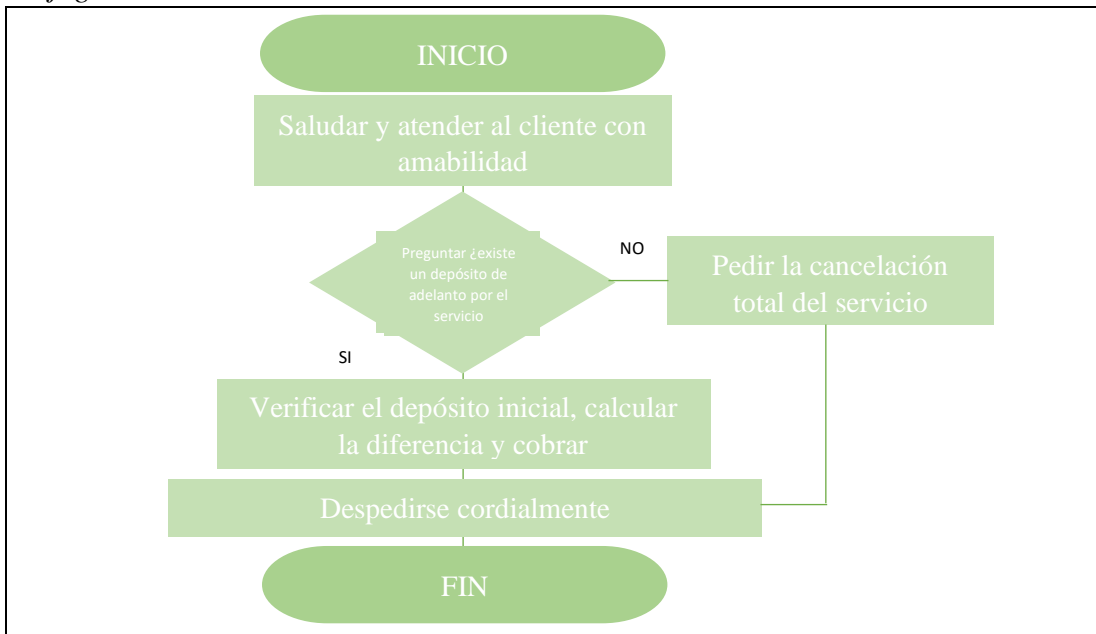 INICIO
Saludar y atender al cliente con
amabilidad
Preguntar ¿existe
un depósito de
adelanto por el
servicio
NO
Pedir la cancelación
total del servicio
SI
Verificar el depósito inicial, calcular
la diferencia y cobrar
Despedirse cordialmente
FIN